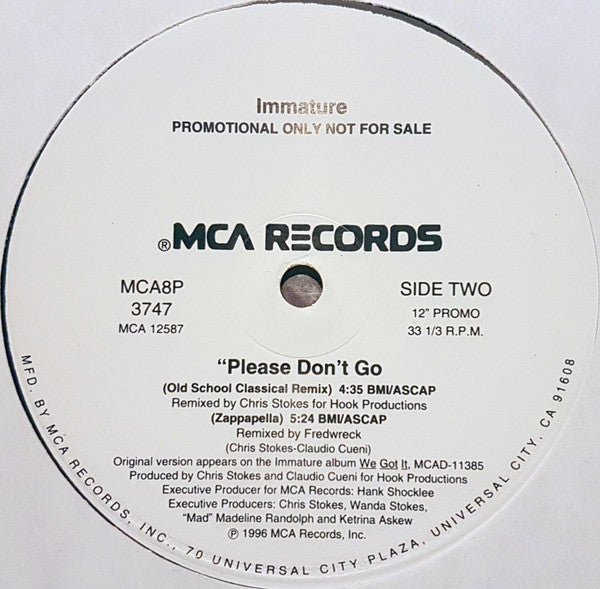 Immature
PROMOTIONAL ONLY NOT FOR SALE
®MCA RECORDS
MCA8P
3747
MCA 12587
SIDE TWO
12" PROMO
33 1/3 R.P.M.
“Please Don't Go
(Old School Classical Remix) 4:35 BMI/ASCAP
Remixed by Chris Stokes for Hook Productions
(Zappapella) 5:24 BMI/ASCAP
Remixed by Fredwreck
(Chris Stokes-Claudio Cueni)
Original version appears on the Immature album We Got It, MCAD-11385
Produced by Chris Stokes and Claudio Cueni for Hook Productions
Executive Producer for MCA Records: Hank Shocklee
Executive Producers: Chris Stokes, Wanda Stokes,
“Mad” Madeline Randolph and Ketrina Askew
℗ 1996 MCA Records, Inc.
MFD. BY MCA RECORDS, INC., 70 UNIVERSAL CITY PLAZA, UNIVERSAL CITY, CA 91608